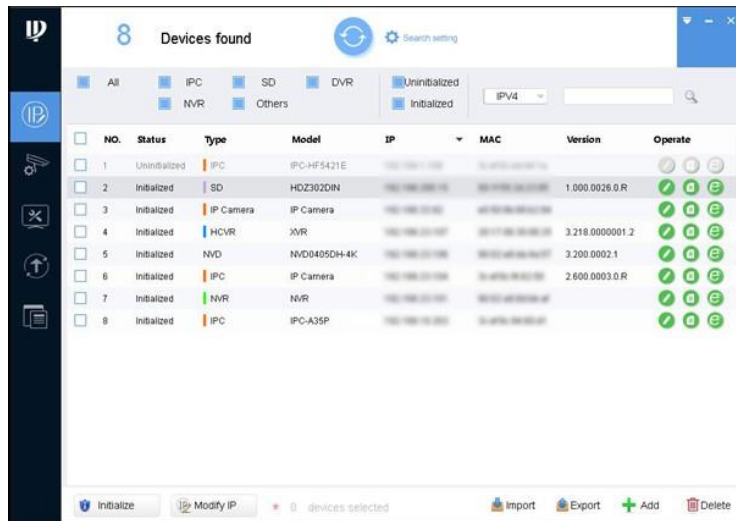 8 Devices found Search setting
All IPC SD DVR Uninitialized
NVR Others Initialized IPV4
NO. Status Type Model IP MAC Version Operate
1 Uninitialized IPC IPC-HF5421E
2 Initialized SD HDZ302DIN 1.000.0026.0.R
3 Initialized IP Camera IP Camera
4 Initialized HCVR XVR 3.218.0000001.2
5 Initialized NVD NVD0405DH-4K 3.200.0002.1
6 Initialized IPC IP Camera 2.600.0003.0.R
7 Initialized NVR NVR
8 Initialized IPC IPC-A35P
Initialize Modify IP * 0 devices selected Import Export Add Delete